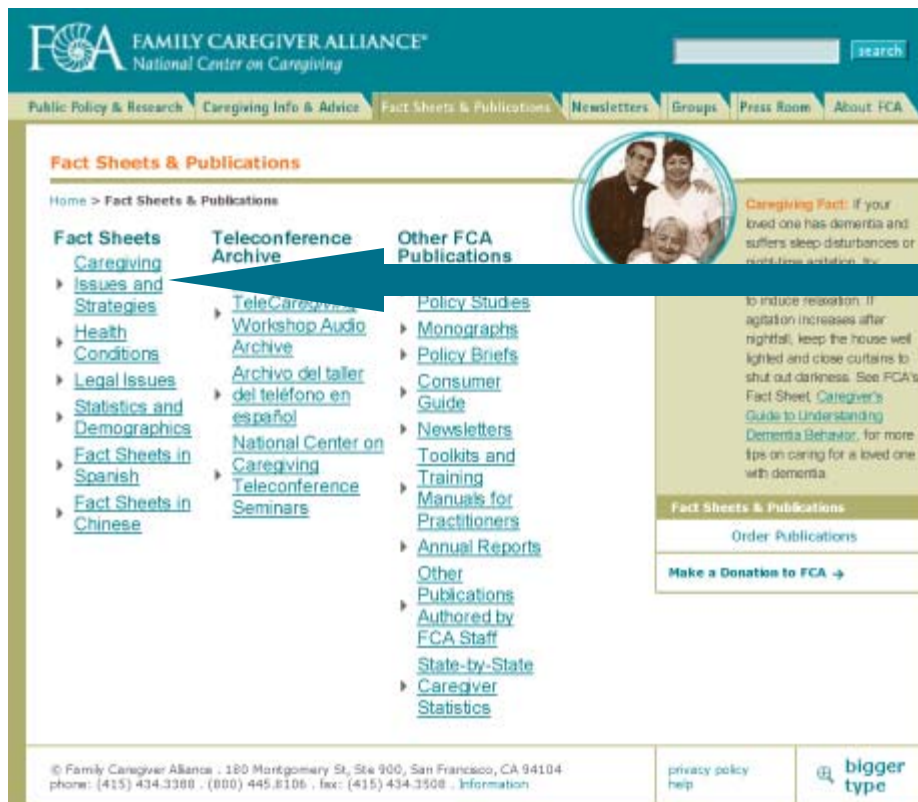 FCA FAMILY CAREGIVER ALLIANCE®
National Center on Caregiving
search
Public Policy & Research
Caregiving Info & Advice
Fact Sheets & Publications
Newsletters
Groups
Press Room
About FCA
Fact Sheets & Publications
Home > Fact Sheets & Publications
Fact Sheets
Caregiving
Issues and
Strategies
Health
Conditions
Legal Issues
Statistics and
Demographics
Fact Sheets in
Spanish
Fact Sheets in
Chinese
Teleconference
Archive
TeleCaregiving
Workshop Audio
Archive
Archivo del taller
del teléfono en
español
National Center on
Caregiving
Teleconference
Seminars
Other FCA
Publications
Policy Studies
Monographs
Policy Briefs
Consumer
Guide
Newsletters
Toolkits and
Training
Manuals for
Practitioners
Annual Reports
Other
Publications
Authored by
FCA Staff
State-by-State
Caregiver
Statistics
Caregiving Fact: If your
loved one has dementia and
suffers sleep disturbances or
night-time agitation, try
to induce relaxation. If
agitation increases after
nightfall, keep the house well
lighted and close curtains to
shut out darkness. See FCA's
Fact Sheet, Caregiver's
Guide to Understanding
Dementia Behavior, for more
tips on caring for a loved one
with dementia.
Fact Sheets & Publications
Order Publications
Make a Donation to FCA →
© Family Caregiver Alliance . 180 Montgomery St, Ste 900, San Francisco, CA 94104
phone: (415) 434.3388 . (800) 445.8106 . fax: (415) 434.3508 . Information
privacy policy
help
bigger
type